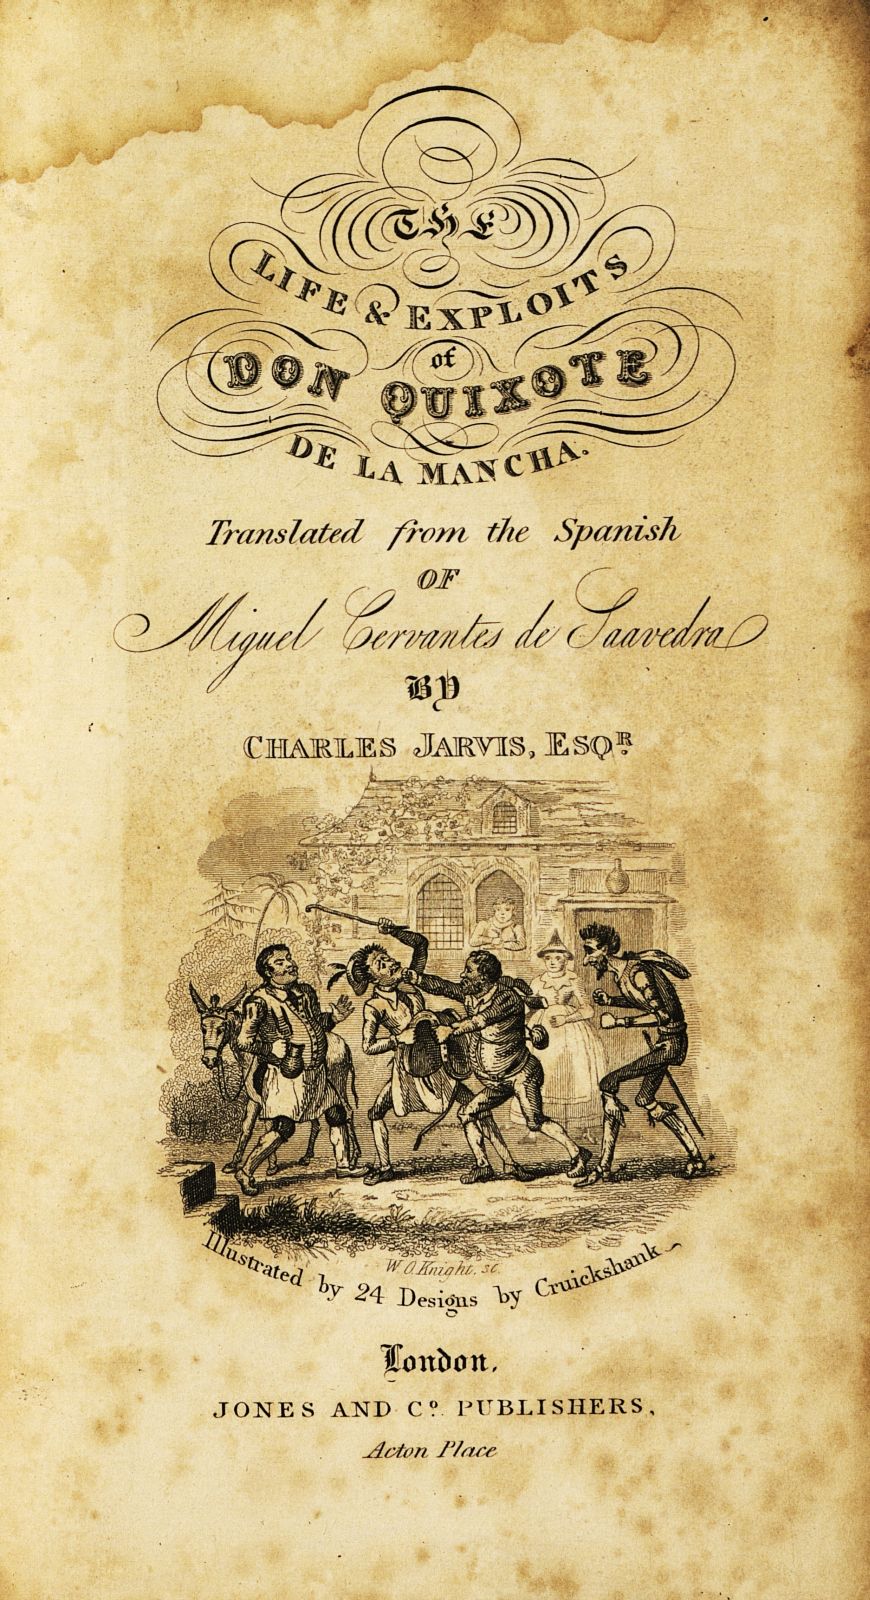 THE
LIFE & EXPLOITS
of
DON QUIXOTE
DE LA MANCHA.
Translated from the Spanish
OF
Miguel Cervantes de Saavedra
BY
CHARLES JARVIS, ESQR.
W. O. Knight. sc.
Illustrated by 24 Designs by Cruickshank
London.
JONES AND Co. PUBLISHERS,
Acton Place